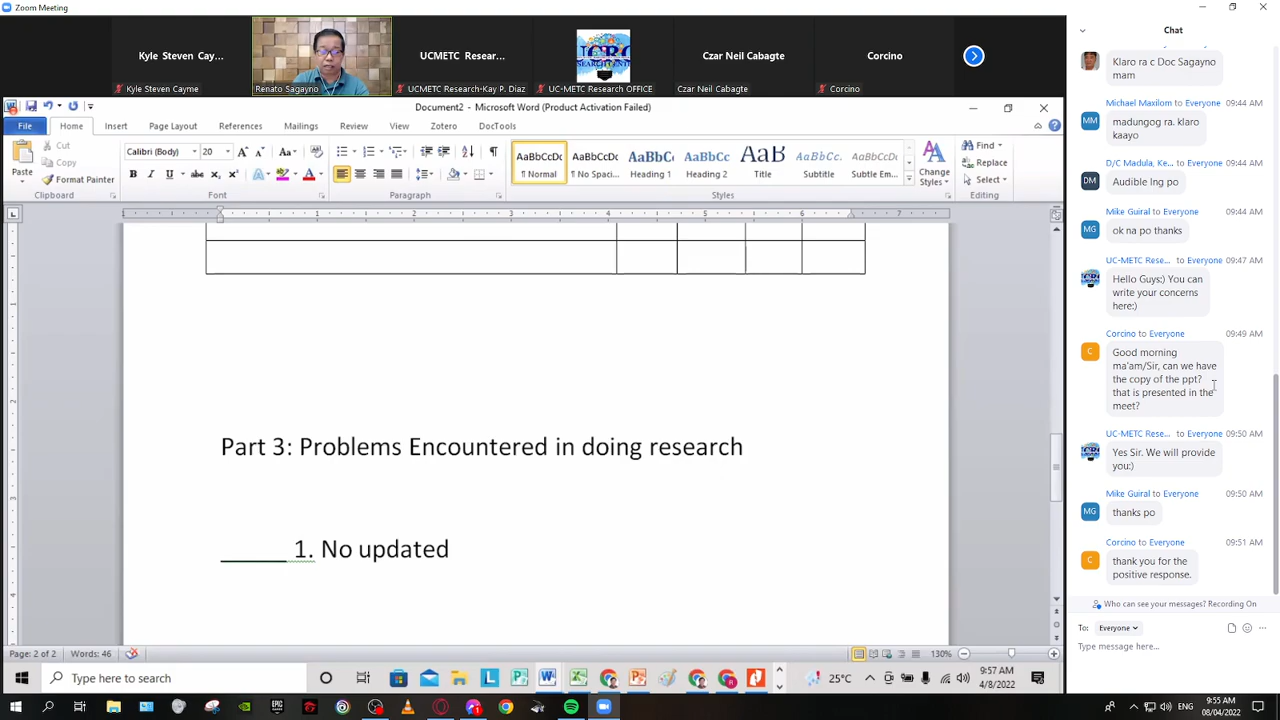 Zoom Meeting
Kyle Steven Cay...
UCMETC Resear...
Czar Neil Cabagte
Corcino
Kyle Steven Cayme
Renato Sagayno
UCMETC Research-Kay P. Diaz
UC-METC Research OFFICE
Czar Neil Cabagte
Corcino
Document2 - Microsoft Word (Product Activation Failed)
File
Home
Insert
Page Layout
References
Mailings
Review
View
Zotero
DocTools
Paste
Cut
Copy
Format Painter
Clipboard
Calibri (Body)
20
Font
Paragraph
AaBbCcDc
¶ Normal
AaBbCcDc
¶ No Spaci...
AaBbC
Heading 1
AaBbCc
Heading 2
AaB
Title
AaBbCc.
Subtitle
AaBbCcDc
Subtle Em...
Change Styles
Styles
Find
Replace
Select
Editing
Part 3: Problems Encountered in doing research
______ 1. No updated
Page: 2 of 2
Words: 46
130%
Type here to search
25°C
9:57 AM
4/8/2022
Chat
Klaro ra c Doc Sagayno
mam
Michael Maxilom to Everyone 09:44 AM
MM
madungog ra. klaro
kaayo
D/C Madula, Ke... to Everyone 09:44 AM
DM
Audible lng po
Mike Guiral to Everyone 09:44 AM
MG
ok na po thanks
UC-METC Rese... to Everyone 09:47 AM
Hello Guys:) You can
write your concerns
here:)
Corcino to Everyone 09:49 AM
C
Good morning
ma'am/Sir, can we have
the copy of the ppt?
that is presented in the
meet?
UC-METC Rese... to Everyone 09:50 AM
Yes Sir. We will provide
you:)
Mike Guiral to Everyone 09:50 AM
MG
thanks po
Corcino to Everyone 09:51 AM
C
thank you for the
positive response.
Who can see your messages? Recording On
To: Everyone
Type message here...
ENG
9:55 AM
08/04/2022